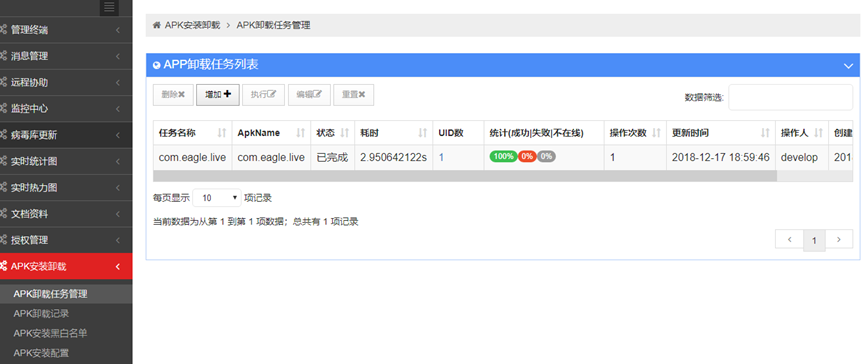 管理终端
消息管理
远程协助
监控中心
病毒库更新
实时统计图
实时热力图
文档资料
授权管理
APK安装卸载
APK卸载任务管理
APK卸载记录
APK安装黑白名单
APK安装配置
APK安装卸载 > APK卸载任务管理
APP卸载任务列表
删除 增加 执行 编辑 重置
数据筛选:
任务名称 ApkName 状态 耗时 UID数 统计(成功|失败|不在线) 操作次数 更新时间 操作人 创建
com.eagle.live com.eagle.live 已完成 2.950642122s 1 100% 0% 0% 1 2018-12-17 18:59:46 develop 201
每页显示 10 项记录
当前数据为从第 1 到第 1 项数据；总共有 1 项记录
1